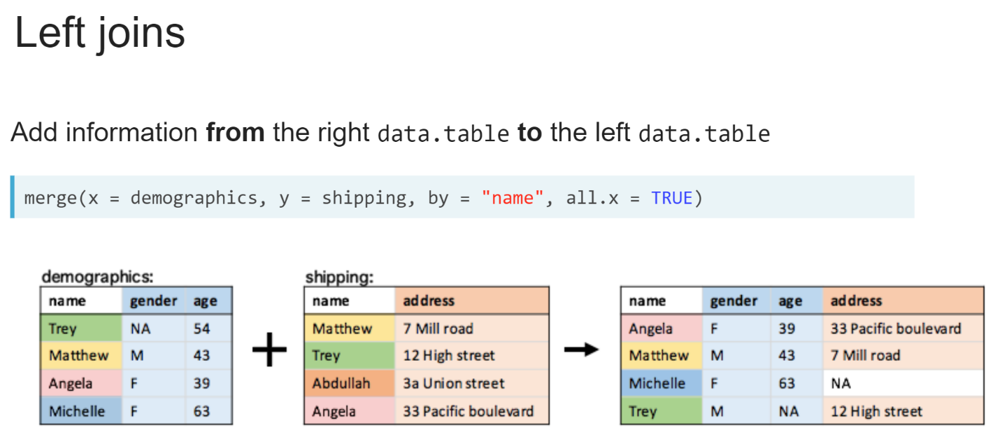 Left joins
Add information from the right data.table to the left data.table
merge(x = demographics, y = shipping, by = "name", all.x = TRUE)
demographics:
name gender age
Trey NA 54
Matthew M 43
Angela F 39
Michelle F 63
+
shipping:
name address
Matthew 7 Mill road
Trey 12 High street
Abdullah 3a Union street
Angela 33 Pacific boulevard
name gender age address
Angela F 39 33 Pacific boulevard
Matthew M 43 7 Mill road
Michelle F 63 NA
Trey M NA 12 High street